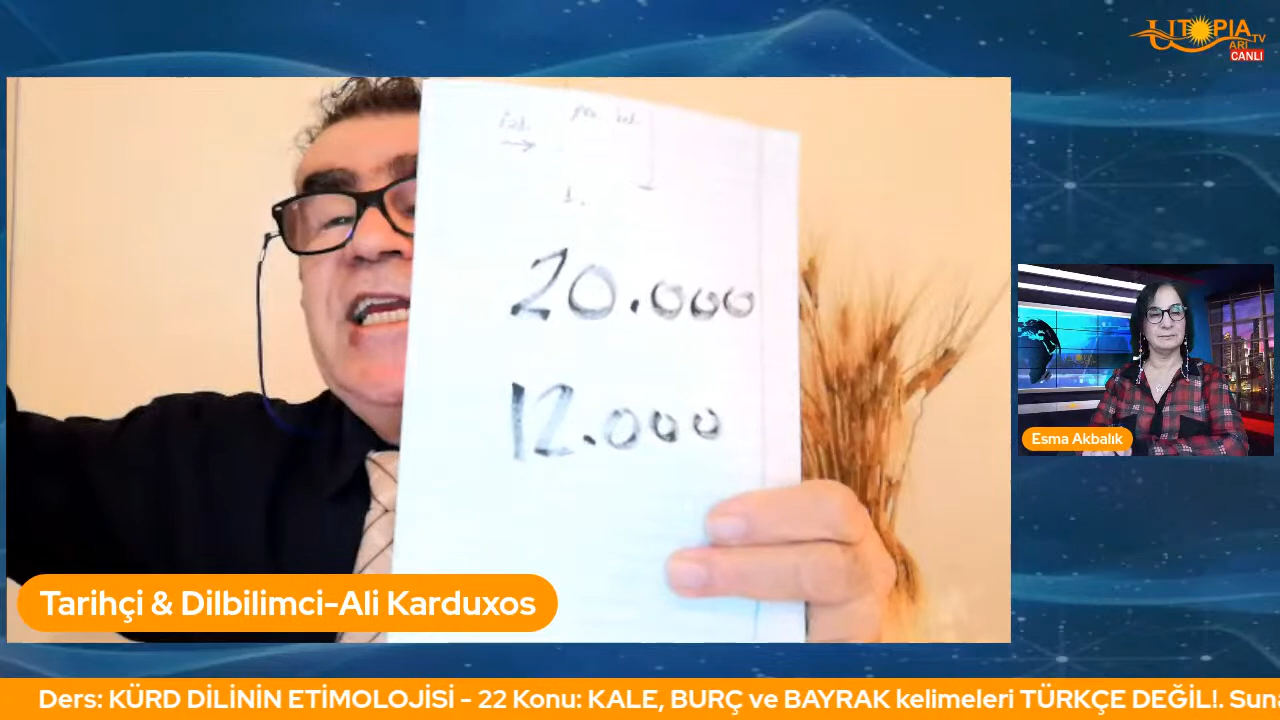 UTOPIA TV
ARİ
CANLI
20.000
12.000
Esma Akbalık
Tarihçi & Dilbilimci-Ali Karduxos
Ders: KÜRD DİLİNİN ETİMOLOJİSİ - 22 Konu: KALE, BURÇ ve BAYRAK kelimeleri TÜRKÇE DEĞİL!. Suna